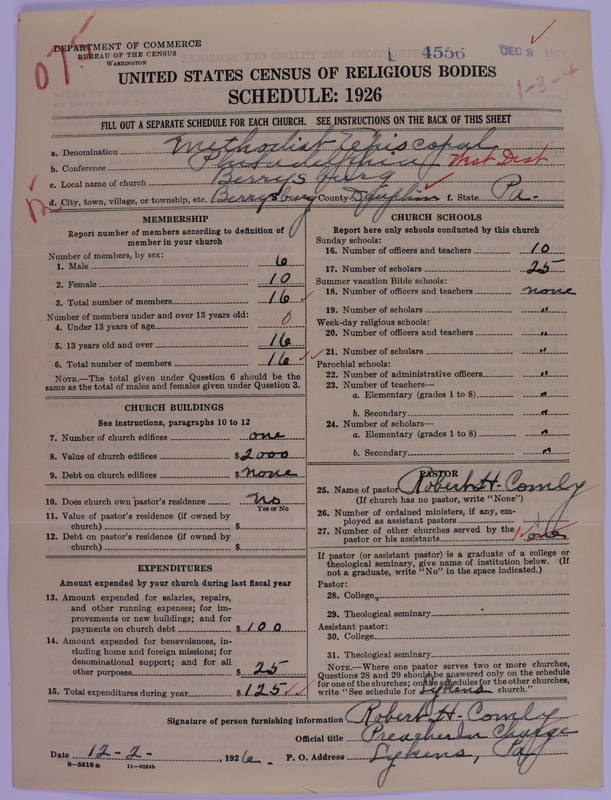 DEPARTMENT OF COMMERCE
BUREAU OF THE CENSUS
WASHINGTON
4556 DEC 8
1-3-4
UNITED STATES CENSUS OF RELIGIOUS BODIES
SCHEDULE: 1926
FILL OUT A SEPARATE SCHEDULE FOR EACH CHURCH. SEE INSTRUCTIONS ON THE BACK OF THIS SHEET
a. Denomination Methodist Episcopal
b. Conference Philadelphia West Dist
c. Local name of church Berrysburg
d. City, town, village, or township, etc. Berrysburg County Dauphin f. State Pa.
MEMBERSHIP
Report number of members according to definition of
member in your church
Number of members, by sex:
1. Male 6
2. Female 10
3. Total number of members 16
Number of members under and over 13 years old:
4. Under 13 years of age 0
5. 13 years old and over 16
6. Total number of members 16
NOTE.—The total given under Question 6 should be the
same as the total of males and females given under Question 3.
CHURCH BUILDINGS
See instructions, paragraphs 10 to 12
7. Number of church edifices one
8. Value of church edifices $2000
9. Debt on church edifices $none
10. Does church own pastor's residence No
Yes or No
11. Value of pastor's residence (if owned by
church) $
12. Debt on pastor's residence (if owned by
church) $
EXPENDITURES
Amount expended by your church during last fiscal year
13. Amount expended for salaries, repairs,
and other running expenses; for im-
provements or new buildings; and for
payments on church debt $100
14. Amount expended for benevolences, in-
cluding home and foreign missions; for
denominational support; and for all
other purposes $25
15. Total expenditures during year $125
CHURCH SCHOOLS
Report here only schools conducted by this church
Sunday schools:
16. Number of officers and teachers 10
17. Number of scholars 25
Summer vacation Bible schools:
18. Number of officers and teachers none
19. Number of scholars "
Week-day religious schools:
20. Number of officers and teachers "
21. Number of scholars "
Parochial schools:
22. Number of administrative officers "
23. Number of teachers—
a. Elementary (grades 1 to 8) "
b. Secondary "
24. Number of scholars—
a. Elementary (grades 1 to 8) "
b. Secondary "
PASTOR
25. Name of pastor Robert H. Comly
(If church has no pastor, write "None")
26. Number of ordained ministers, if any, em-
ployed as assistant pastors
27. Number of other churches served by the
pastor or his assistants 1 one
If pastor (or assistant pastor) is a graduate of a college or
theological seminary, give name of institution below. (If
not a graduate, write "No" in the space indicated.)
Pastor:
28. College
29. Theological seminary
Assistant pastor:
30. College
31. Theological seminary
NOTE.—Where one pastor serves two or more churches,
Questions 28 and 29 should be answered only on the schedule
for one of the churches; on the schedules for the other churches,
write "See schedule for Lykens church."
Signature of person furnishing information Robert H. Comly
Official title Preacher in Charge
Date 12-2-, 1926. P. O. Address Lykens, Pa
8—5518a 11—9084b